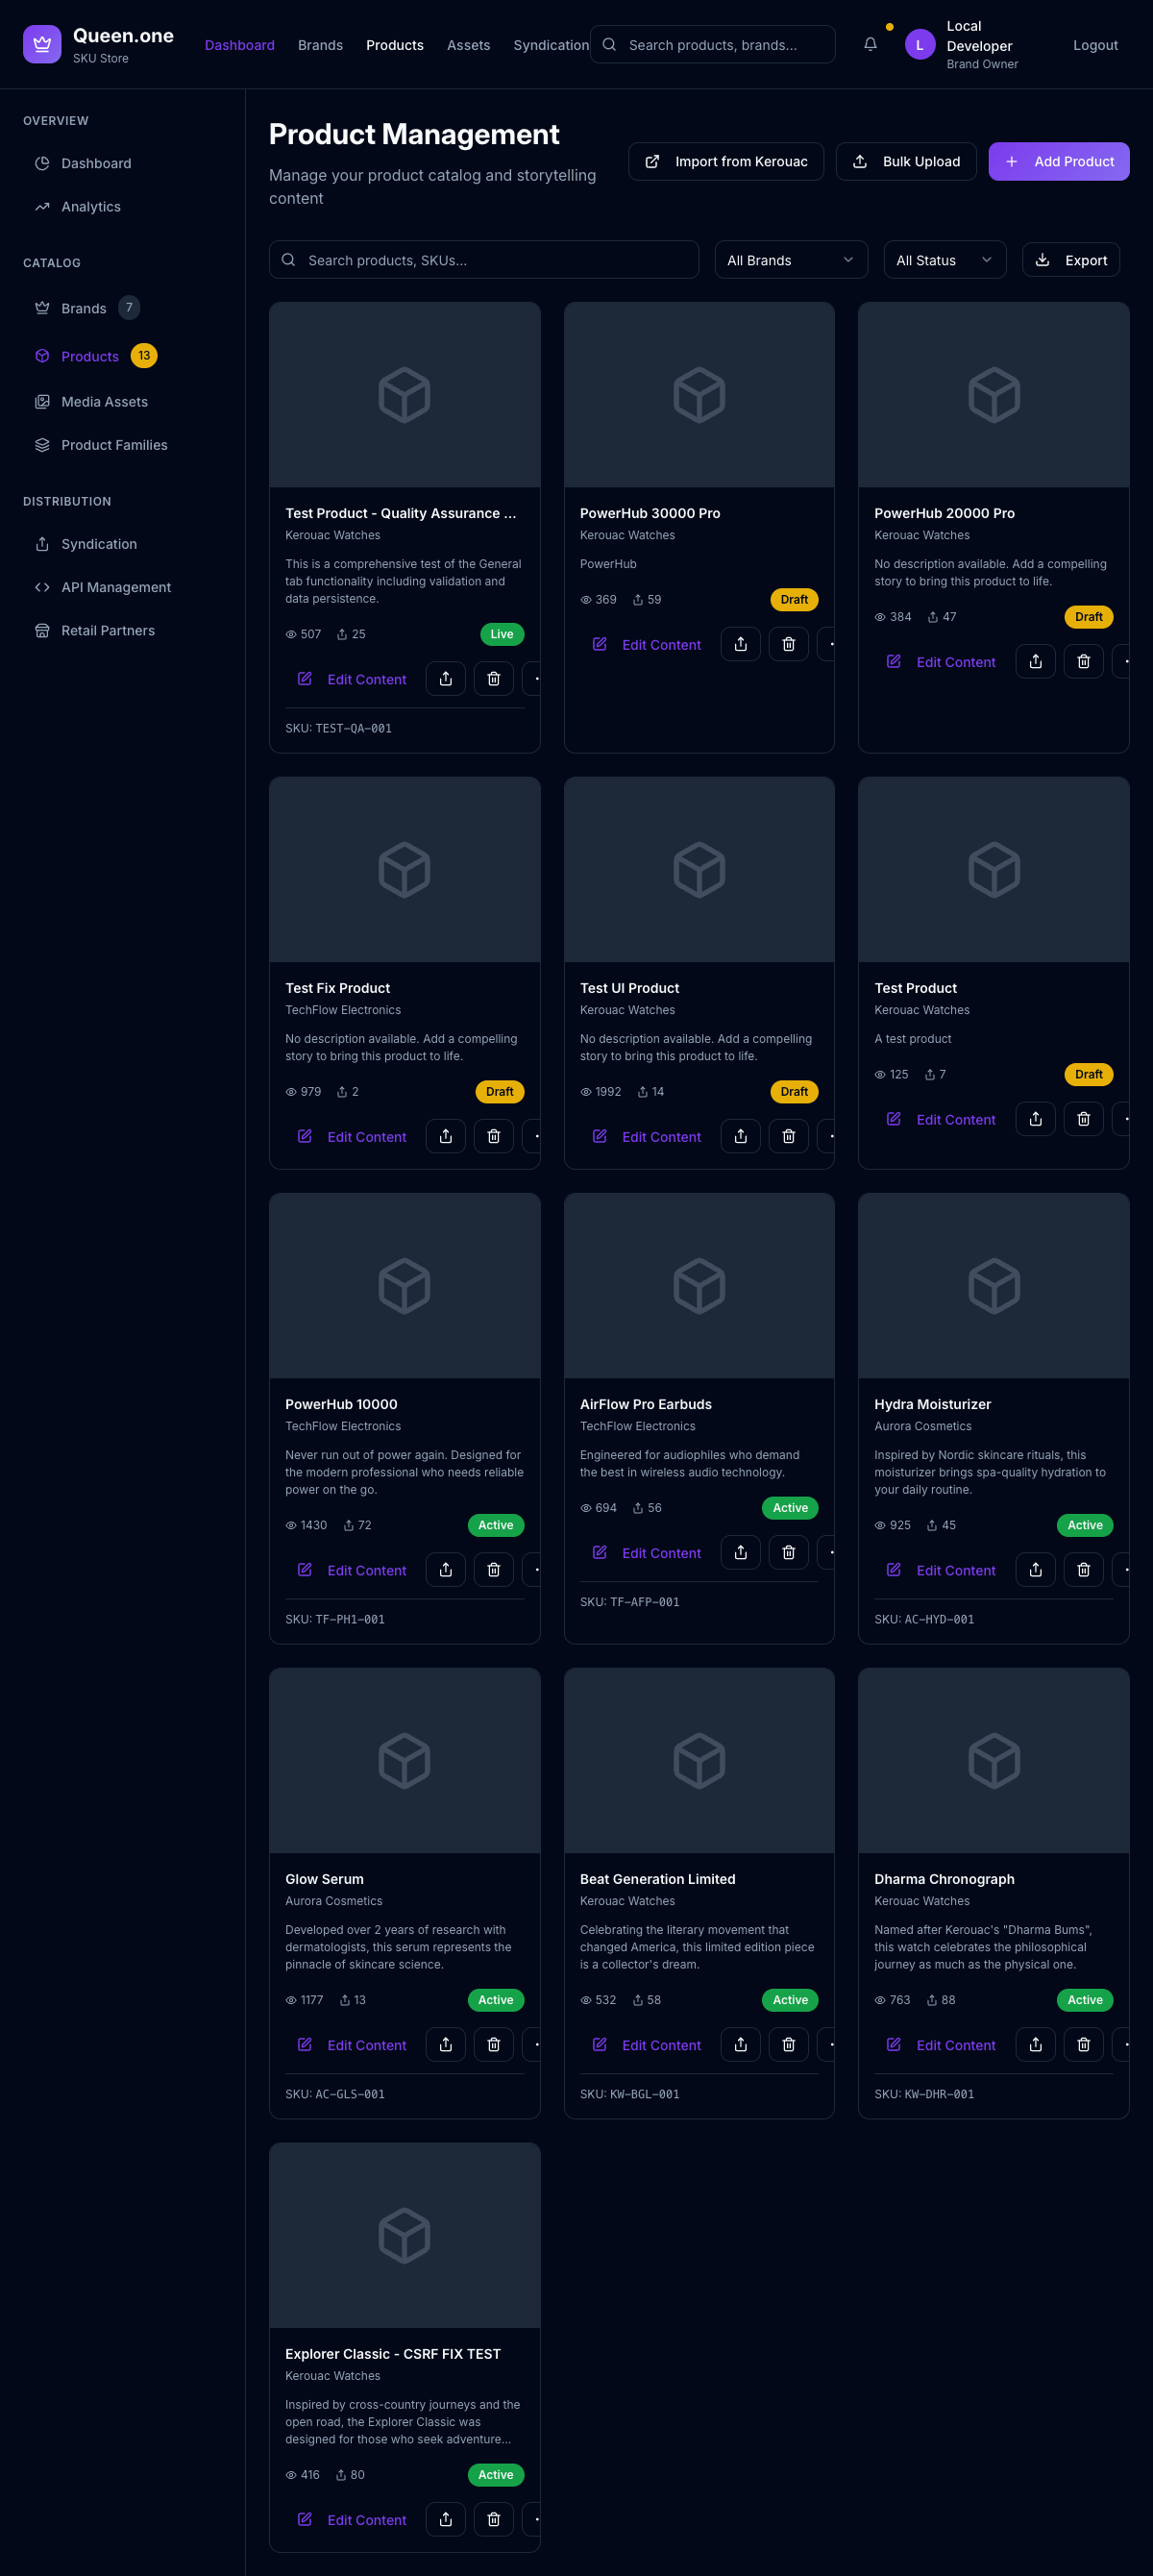 Queen.one
SKU Store
Dashboard
Brands
Products
Assets
Syndication
Search products, brands...
L
Local
Developer
Brand Owner
Logout
OVERVIEW
Dashboard
Analytics
CATALOG
Brands 7
Products 13
Media Assets
Product Families
DISTRIBUTION
Syndication
API Management
Retail Partners
Product Management
Manage your product catalog and storytelling
content
Import from Kerouac
Bulk Upload
Add Product
Search products, SKUs...
All Brands
All Status
Export
Test Product - Quality Assurance ...
Kerouac Watches
This is a comprehensive test of the General
tab functionality including validation and
data persistence.
507 25 Live
Edit Content
SKU: TEST-QA-001
PowerHub 30000 Pro
Kerouac Watches
PowerHub
369 59 Draft
Edit Content
PowerHub 20000 Pro
Kerouac Watches
No description available. Add a compelling
story to bring this product to life.
384 47 Draft
Edit Content
Test Fix Product
TechFlow Electronics
No description available. Add a compelling
story to bring this product to life.
979 2 Draft
Edit Content
Test UI Product
Kerouac Watches
No description available. Add a compelling
story to bring this product to life.
1992 14 Draft
Edit Content
Test Product
Kerouac Watches
A test product
125 7 Draft
Edit Content
PowerHub 10000
TechFlow Electronics
Never run out of power again. Designed for
the modern professional who needs reliable
power on the go.
1430 72 Active
Edit Content
SKU: TF-PH1-001
AirFlow Pro Earbuds
TechFlow Electronics
Engineered for audiophiles who demand
the best in wireless audio technology.
694 56 Active
Edit Content
SKU: TF-AFP-001
Hydra Moisturizer
Aurora Cosmetics
Inspired by Nordic skincare rituals, this
moisturizer brings spa-quality hydration to
your daily routine.
925 45 Active
Edit Content
SKU: AC-HYD-001
Glow Serum
Aurora Cosmetics
Developed over 2 years of research with
dermatologists, this serum represents the
pinnacle of skincare science.
1177 13 Active
Edit Content
SKU: AC-GLS-001
Beat Generation Limited
Kerouac Watches
Celebrating the literary movement that
changed America, this limited edition piece
is a collector's dream.
532 58 Active
Edit Content
SKU: KW-BGL-001
Dharma Chronograph
Kerouac Watches
Named after Kerouac's "Dharma Bums",
this watch celebrates the philosophical
journey as much as the physical one.
763 88 Active
Edit Content
SKU: KW-DHR-001
Explorer Classic - CSRF FIX TEST
Kerouac Watches
Inspired by cross-country journeys and the
open road, the Explorer Classic was
designed for those who seek adventure...
416 80 Active
Edit Content